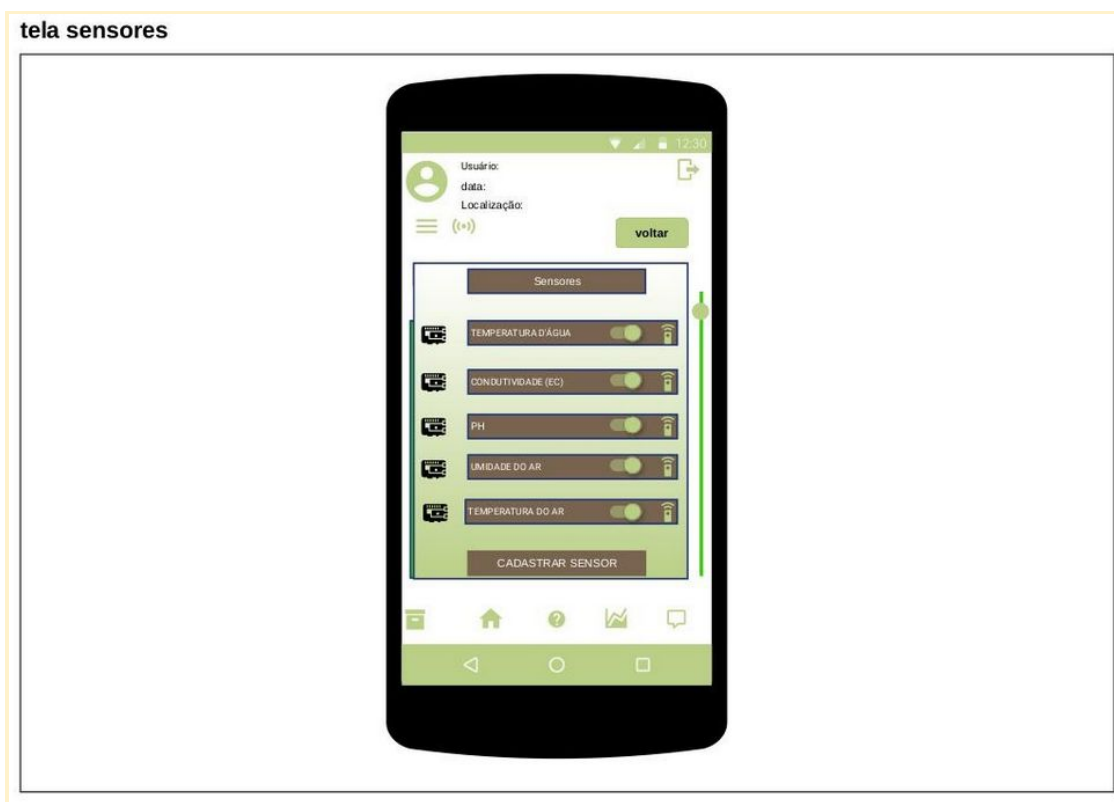 tela sensores
12:30
Usuário:
data:
Localização:
voltar
Sensores
TEMPERATURA D'ÁGUA
CONDUTIVIDADE (EC)
PH
UMIDADE DO AR
TEMPERATURA DO AR
CADASTRAR SENSOR